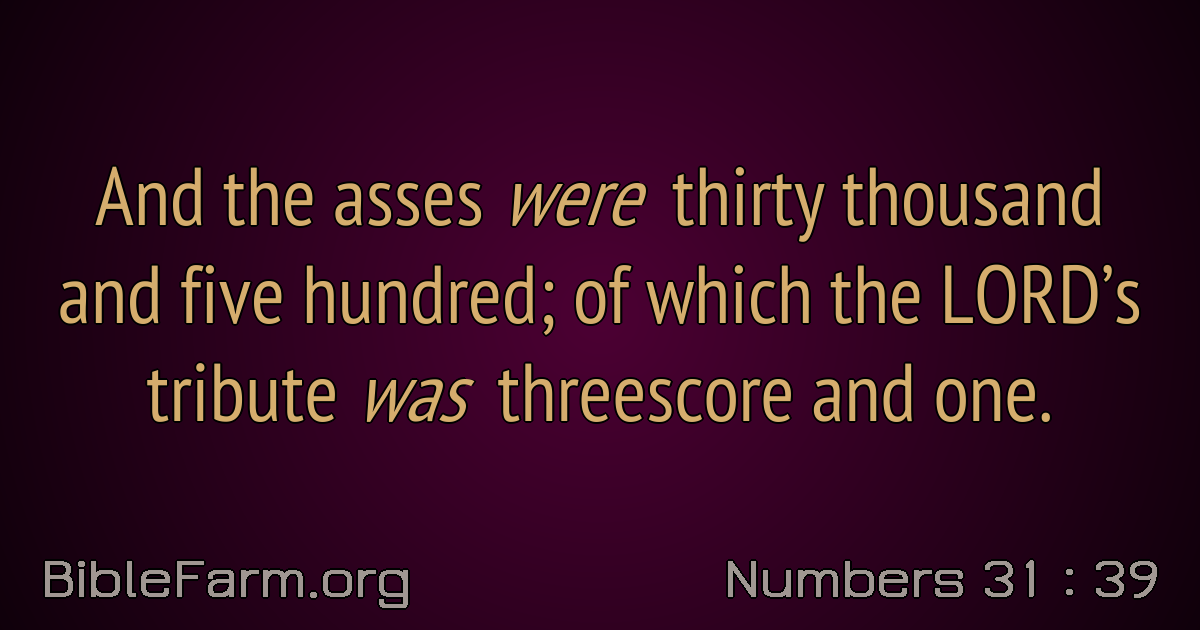 And the asses were thirty thousand
and five hundred; of which the LORD’s
tribute was threescore and one.
BibleFarm.org
Numbers 31 : 39